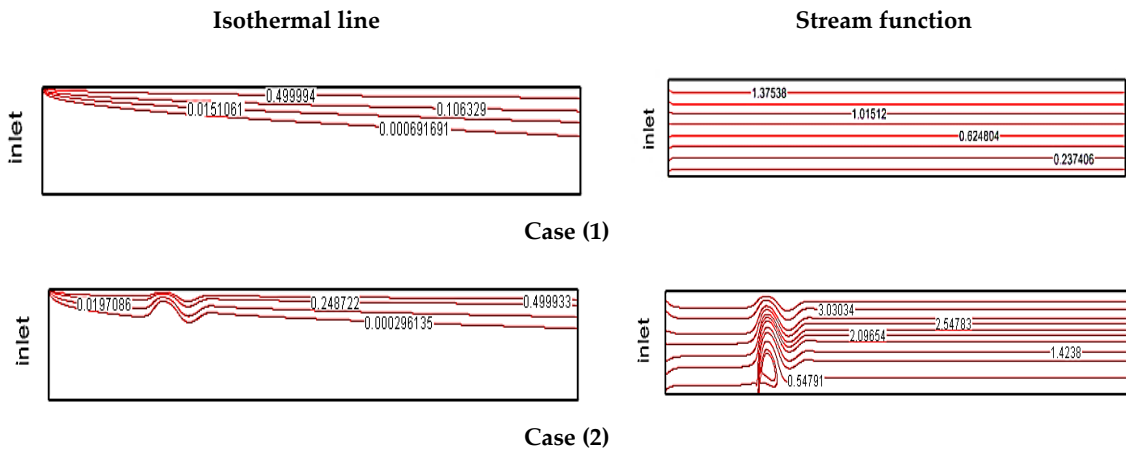 Isothermal line
Stream function
inlet
0.499994
0.0151061
0.106329
0.000691691
inlet
1.37538
1.01512
0.624804
0.237406
Case (1)
inlet
0.0197086
0.248722
0.499933
0.000296135
inlet
3.03034
2.54783
2.09654
1.4238
0.54791
Case (2)